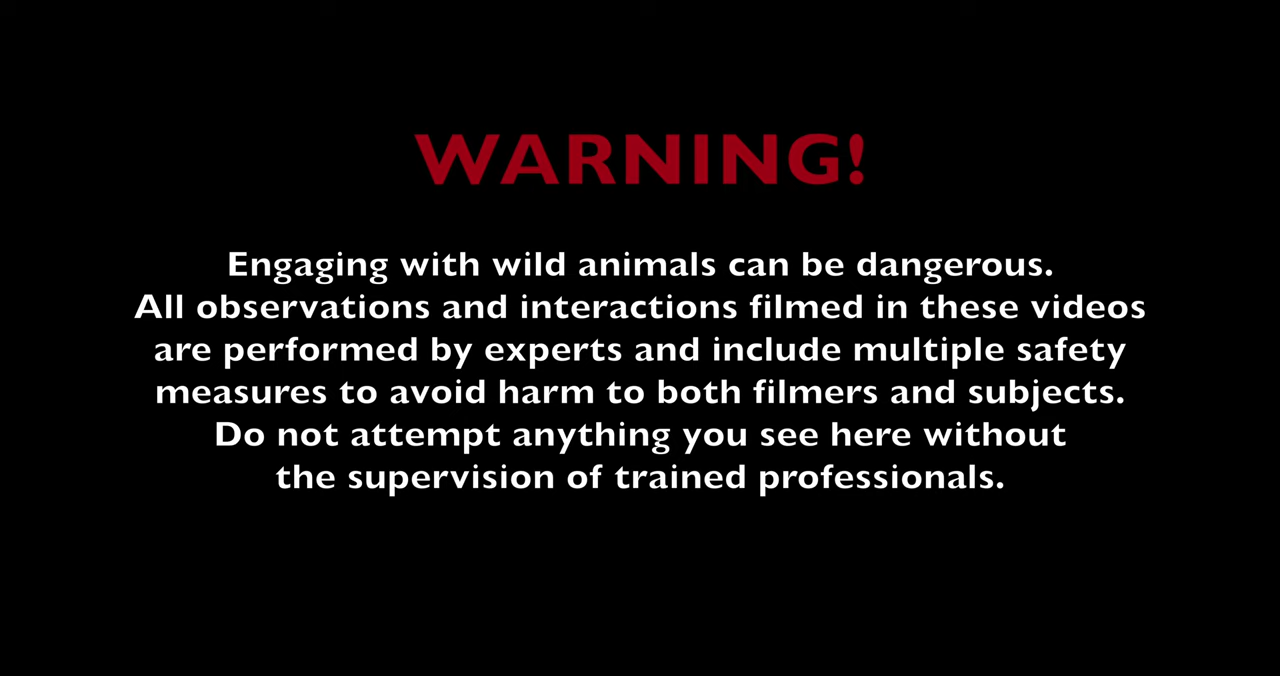 WARNING!
Engaging with wild animals can be dangerous.
All observations and interactions filmed in these videos
are performed by experts and include multiple safety
measures to avoid harm to both filmers and subjects.
Do not attempt anything you see here without
the supervision of trained professionals.